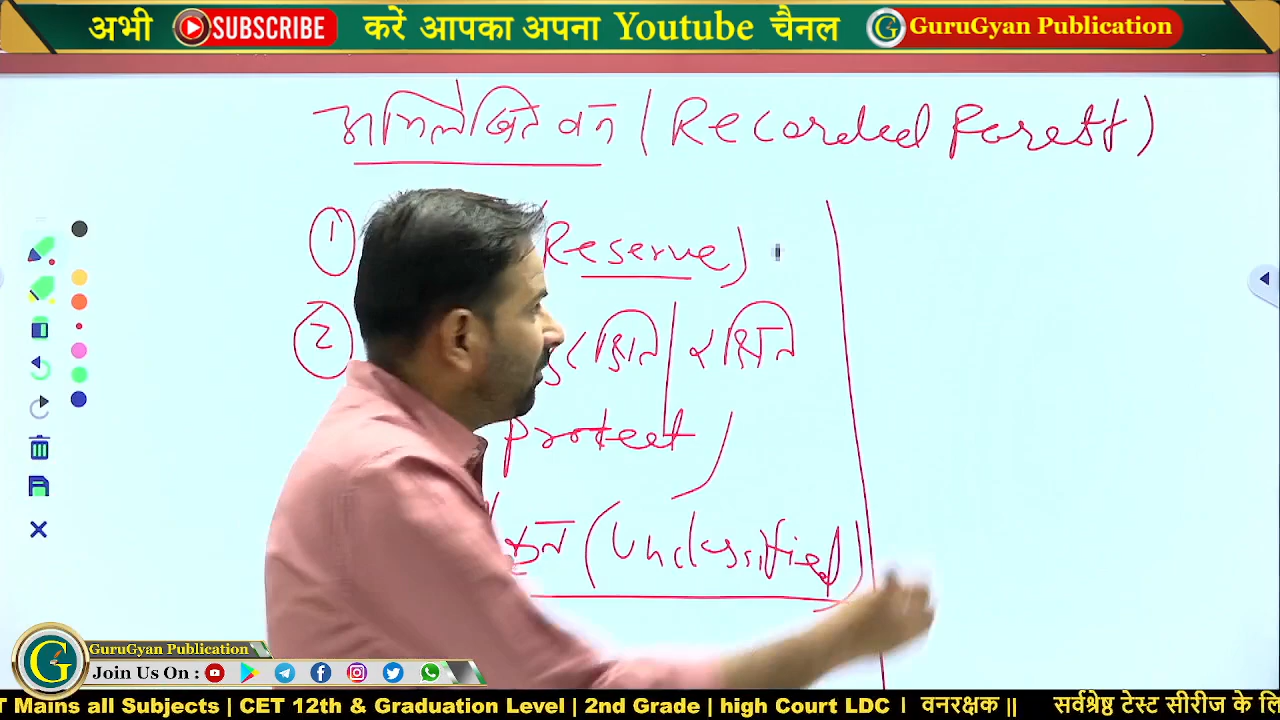 अभी SUBSCRIBE करें आपका अपना Youtube चैनल G GuruGyan Publication
अभिलेखित वन (Recorded Forest)
1 (Reserve)
2 रक्षित
Protect)
(Unclassified)
G GuruGyan Publication
Join Us On :
T Mains all Subjects | CET 12th & Graduation Level | 2nd Grade | high Court LDC | वनरक्षक || सर्वश्रेष्ठ टेस्ट सीरीज के लि